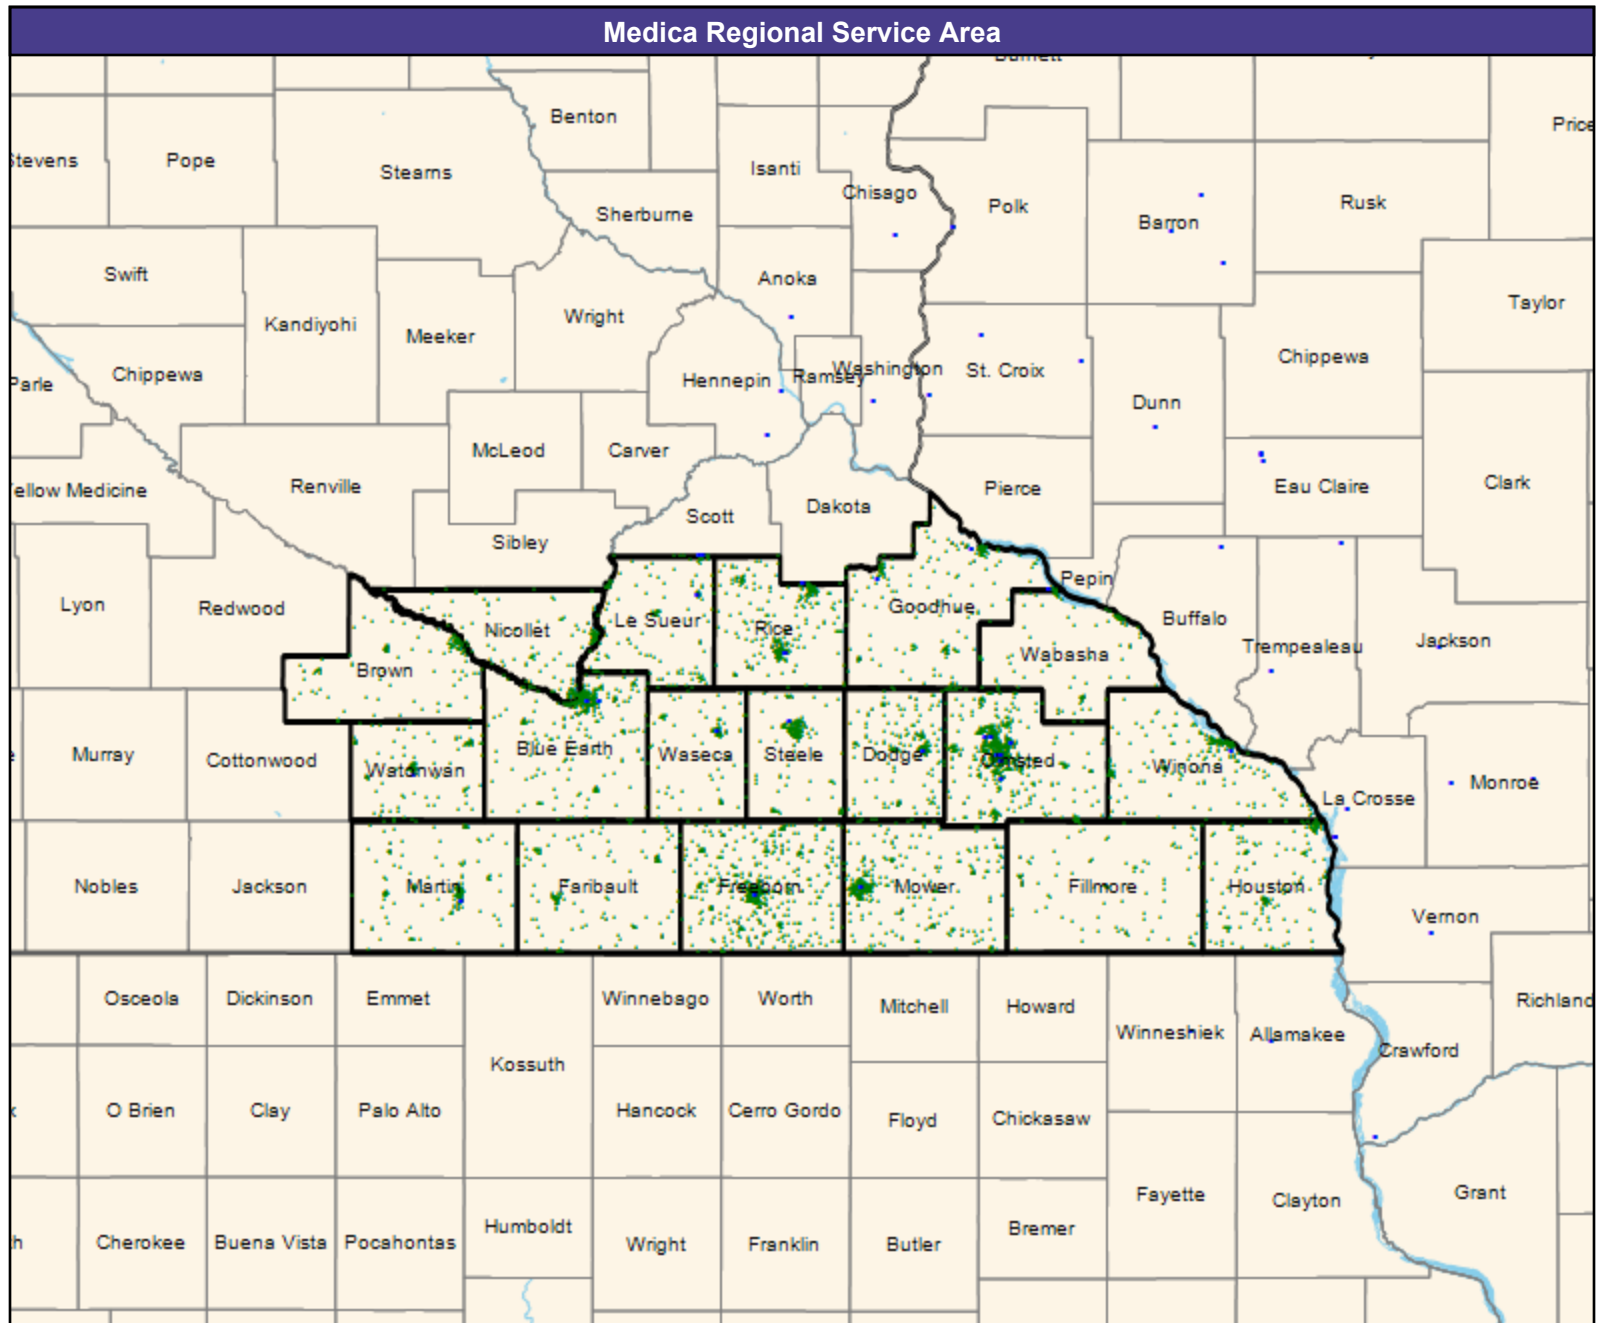 Medica Regional Service Area
Benton
Price
Stevens
Pope
Stearns
Isanti
Chisago
Polk
Barron
Rusk
Sherburne
Swift
Anoka
Taylor
Kandiyohi
Meeker
Wright
Chippewa
Parle
Chippewa
Hennepin
Ramsey
Washington
St. Croix
Dunn
McLeod
Carver
Yellow Medicine
Renville
Pierce
Eau Claire
Clark
Scott
Dakota
Sibley
Lyon
Redwood
Nicollet
Le Sueur
Rice
Goodhue
Pepin
Buffalo
Brown
Wabasha
Trempealeau
Jackson
Murray
Cottonwood
Watonwan
Blue Earth
Waseca
Steele
Dodge
Olmsted
Winona
La Crosse
Monroe
Nobles
Jackson
Martin
Faribault
Freeborn
Mower
Fillmore
Houston
Vernon
Osceola
Dickinson
Emmet
Winnebago
Worth
Mitchell
Howard
Richland
Winneshiek
Allamakee
Crawford
Kossuth
O Brien
Clay
Palo Alto
Hancock
Cerro Gordo
Floyd
Chickasaw
Fayette
Clayton
Grant
Cherokee
Buena Vista
Pocahontas
Humboldt
Wright
Franklin
Butler
Bremer